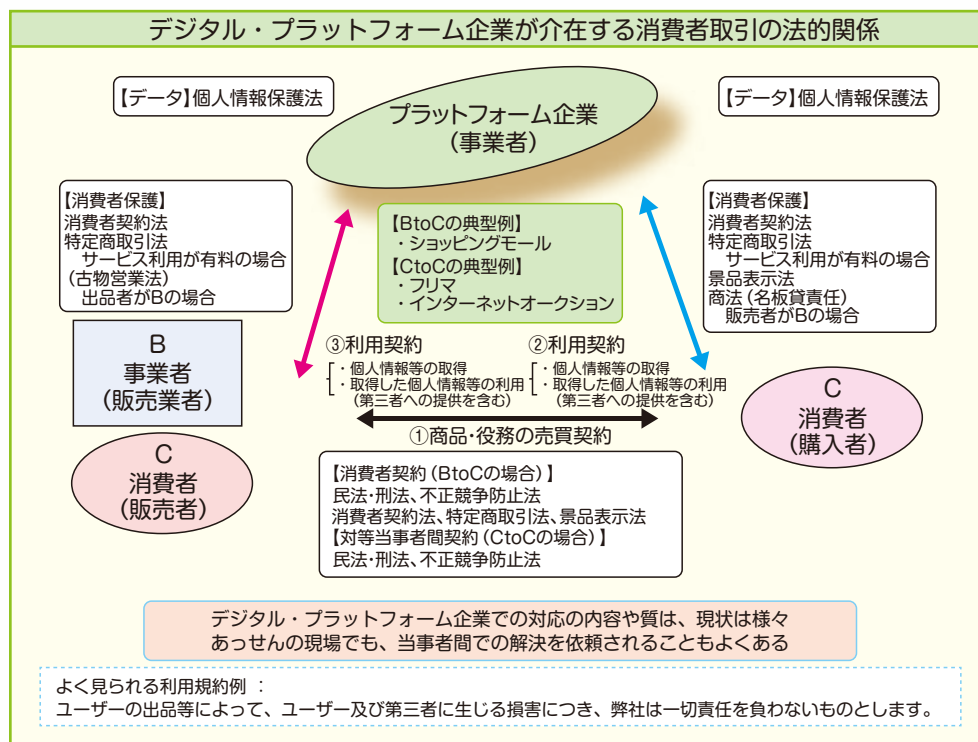 デジタル・プラットフォーム企業が介在する消費者取引の法的関係
【データ】個人情報保護法
プラットフォーム企業
（事業者）
【データ】個人情報保護法
【消費者保護】
消費者契約法
特定商取引法
サービス利用が有料の場合
（古物営業法）
出品者がBの場合
【BtoCの典型例】
・ショッピングモール
【CtoCの典型例】
・フリマ
・インターネットオークション
【消費者保護】
消費者契約法
特定商取引法
サービス利用が有料の場合
景品表示法
商法（名板貸責任）
販売者がBの場合
B
事業者
（販売業者）
C
消費者
（販売者）
③利用契約
・個人情報等の取得
・取得した個人情報等の利用
（第三者への提供を含む）
②利用契約
・個人情報等の取得
・取得した個人情報等の利用
（第三者への提供を含む）
C
消費者
（購入者）
①商品・役務の売買契約
【消費者契約（BtoCの場合）】
民法・刑法、不正競争防止法
消費者契約法、特定商取引法、景品表示法
【対等当事者間契約（CtoCの場合）】
民法・刑法、不正競争防止法
デジタル・プラットフォーム企業での対応の内容や質は、現状は様々
あっせんの現場でも、当事者間での解決を依頼されることもよくある
よく見られる利用規約例 ：
ユーザーの出品等によって、ユーザー及び第三者に生じる損害につき、弊社は一切責任を負わないものとします。